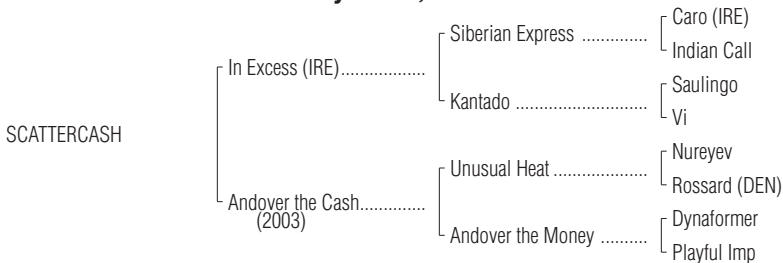 SCATTERCASH
In Excess (IRE)..................
Andover the Cash..............
(2003)
Siberian Express ..............
Kantado ............................
Unusual Heat ....................
Andover the Money ..........
Caro (IRE)
Indian Call
Saulingo
Vi
Nureyev
Rossard (DEN)
Dynaformer
Playful Imp